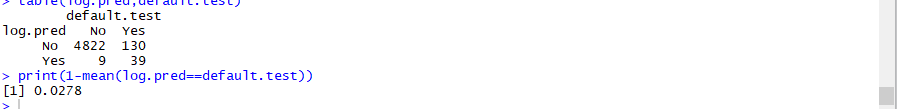 > table(log.pred,default.test)
default.test
log.pred No Yes
No 4822 130
Yes 9 39
> print(1-mean(log.pred==default.test))
[1] 0.0278
>